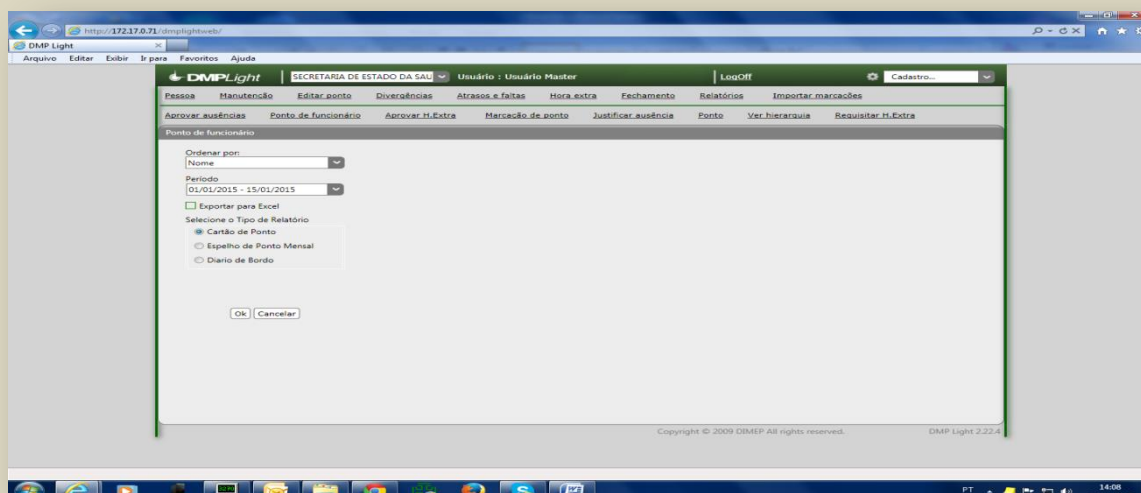 http://172.17.0.71/dmplightweb/
DMP Light
Arquivo Editar Exibir Ir para Favoritos Ajuda
DMPLight SECRETARIA DE ESTADO DA SAU Usuário : Usuário Master LogOff Cadastro...
Pessoa Manutenção Editar ponto Divergências Atrasos e faltas Hora extra Fechamento Relatórios Importar marcações
Aprovar ausências Ponto de funcionário Aprovar H.Extra Marcação de ponto Justificar ausência Ponto Ver hierarquia Requisitar H.Extra
Ponto de funcionário
Ordenar por:
Nome
Período
01/01/2015 - 15/01/2015
Exportar para Excel
Selecione o Tipo de Relatório
Cartão de Ponto
Espelho de Ponto Mensal
Diario de Bordo
Ok Cancelar
Copyright © 2009 DIMEP All rights reserved. DMP Light 2.22.4
PT 14:08